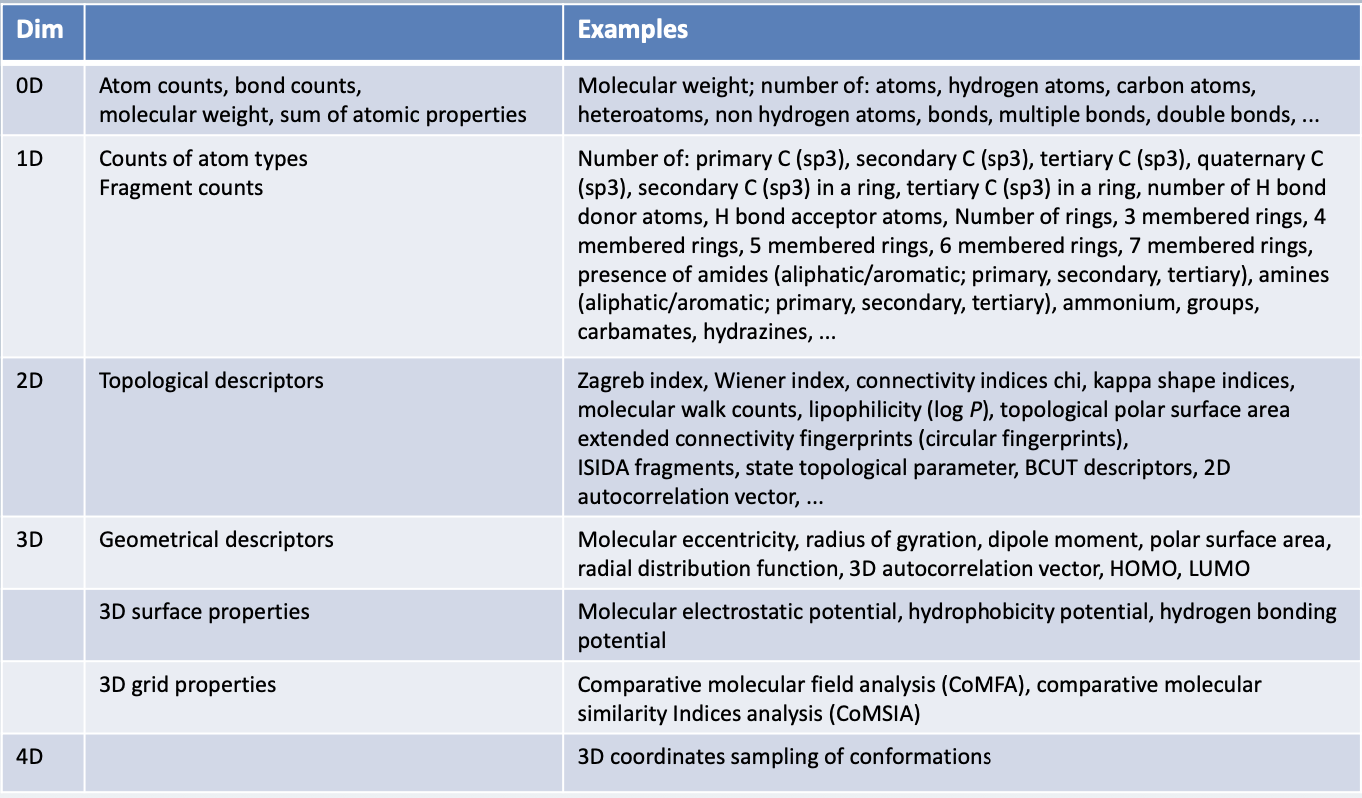 Dim
Examples
0D
Atom counts, bond counts,
molecular weight, sum of atomic properties
Molecular weight; number of: atoms, hydrogen atoms, carbon atoms,
heteroatoms, non hydrogen atoms, bonds, multiple bonds, double bonds, ...
1D
Counts of atom types
Fragment counts
Number of: primary C (sp3), secondary C (sp3), tertiary C (sp3), quaternary C
(sp3), secondary C (sp3) in a ring, tertiary C (sp3) in a ring, number of H bond
donor atoms, H bond acceptor atoms, Number of rings, 3 membered rings, 4
membered rings, 5 membered rings, 6 membered rings, 7 membered rings,
presence of amides (aliphatic/aromatic; primary, secondary, tertiary), amines
(aliphatic/aromatic; primary, secondary, tertiary), ammonium, groups,
carbamates, hydrazines, ...
2D
Topological descriptors
Zagreb index, Wiener index, connectivity indices chi, kappa shape indices,
molecular walk counts, lipophilicity (log P), topological polar surface area
extended connectivity fingerprints (circular fingerprints),
ISIDA fragments, state topological parameter, BCUT descriptors, 2D
autocorrelation vector, ...
3D
Geometrical descriptors
Molecular eccentricity, radius of gyration, dipole moment, polar surface area,
radial distribution function, 3D autocorrelation vector, HOMO, LUMO
3D surface properties
Molecular electrostatic potential, hydrophobicity potential, hydrogen bonding
potential
3D grid properties
Comparative molecular field analysis (CoMFA), comparative molecular
similarity Indices analysis (CoMSIA)
4D
3D coordinates sampling of conformations